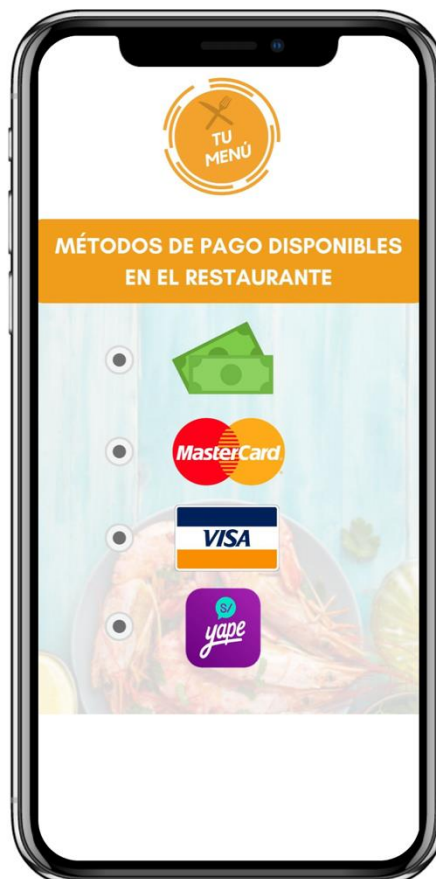 TU
MENÚ
MÉTODOS DE PAGO DISPONIBLES
EN EL RESTAURANTE
MasterCard
VISA
S/
yape